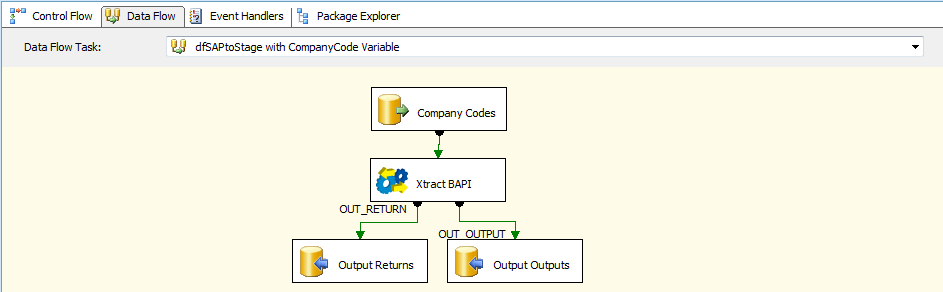 Control Flow Data Flow Event Handlers Package Explorer
Data Flow Task: dfSAPtoStage with CompanyCode Variable
Company Codes
Xtract BAPI
OUT_RETURN
OUT_OUTPUT
Output Returns Output Outputs